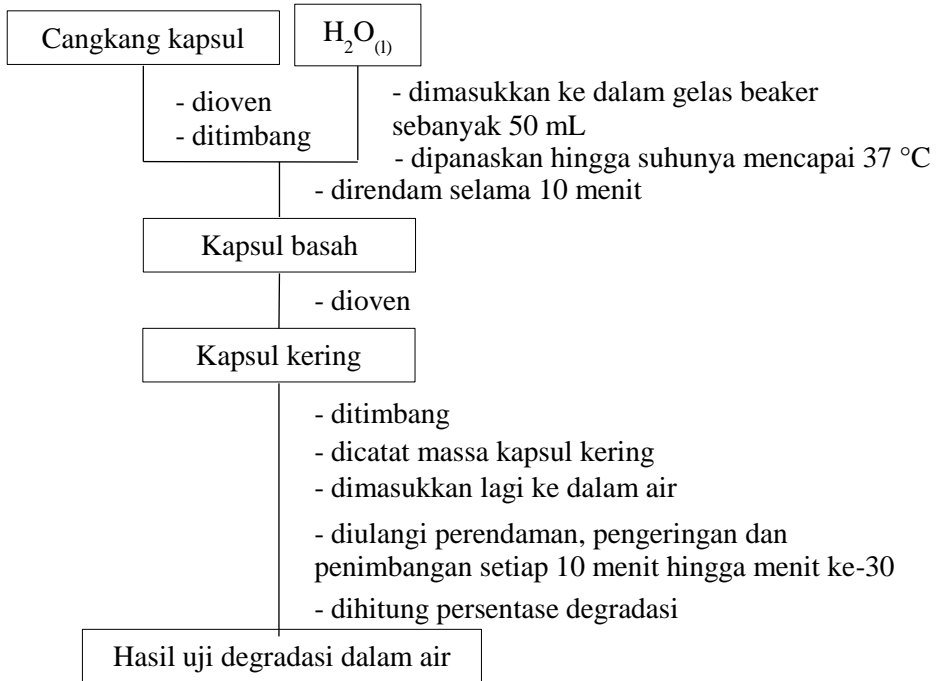 Cangkang kapsul
H₂O₍ₗ₎
- dioven
- ditimbang
- dimasukkan ke dalam gelas beaker
sebanyak 50 mL
- dipanaskan hingga suhunya mencapai 37 °C
- direndam selama 10 menit
Kapsul basah
- dioven
Kapsul kering
- ditimbang
- dicatat massa kapsul kering
- dimasukkan lagi ke dalam air
- diulangi perendaman, pengeringan dan
penimbangan setiap 10 menit hingga menit ke-30
- dihitung persentase degradasi
Hasil uji degradasi dalam air